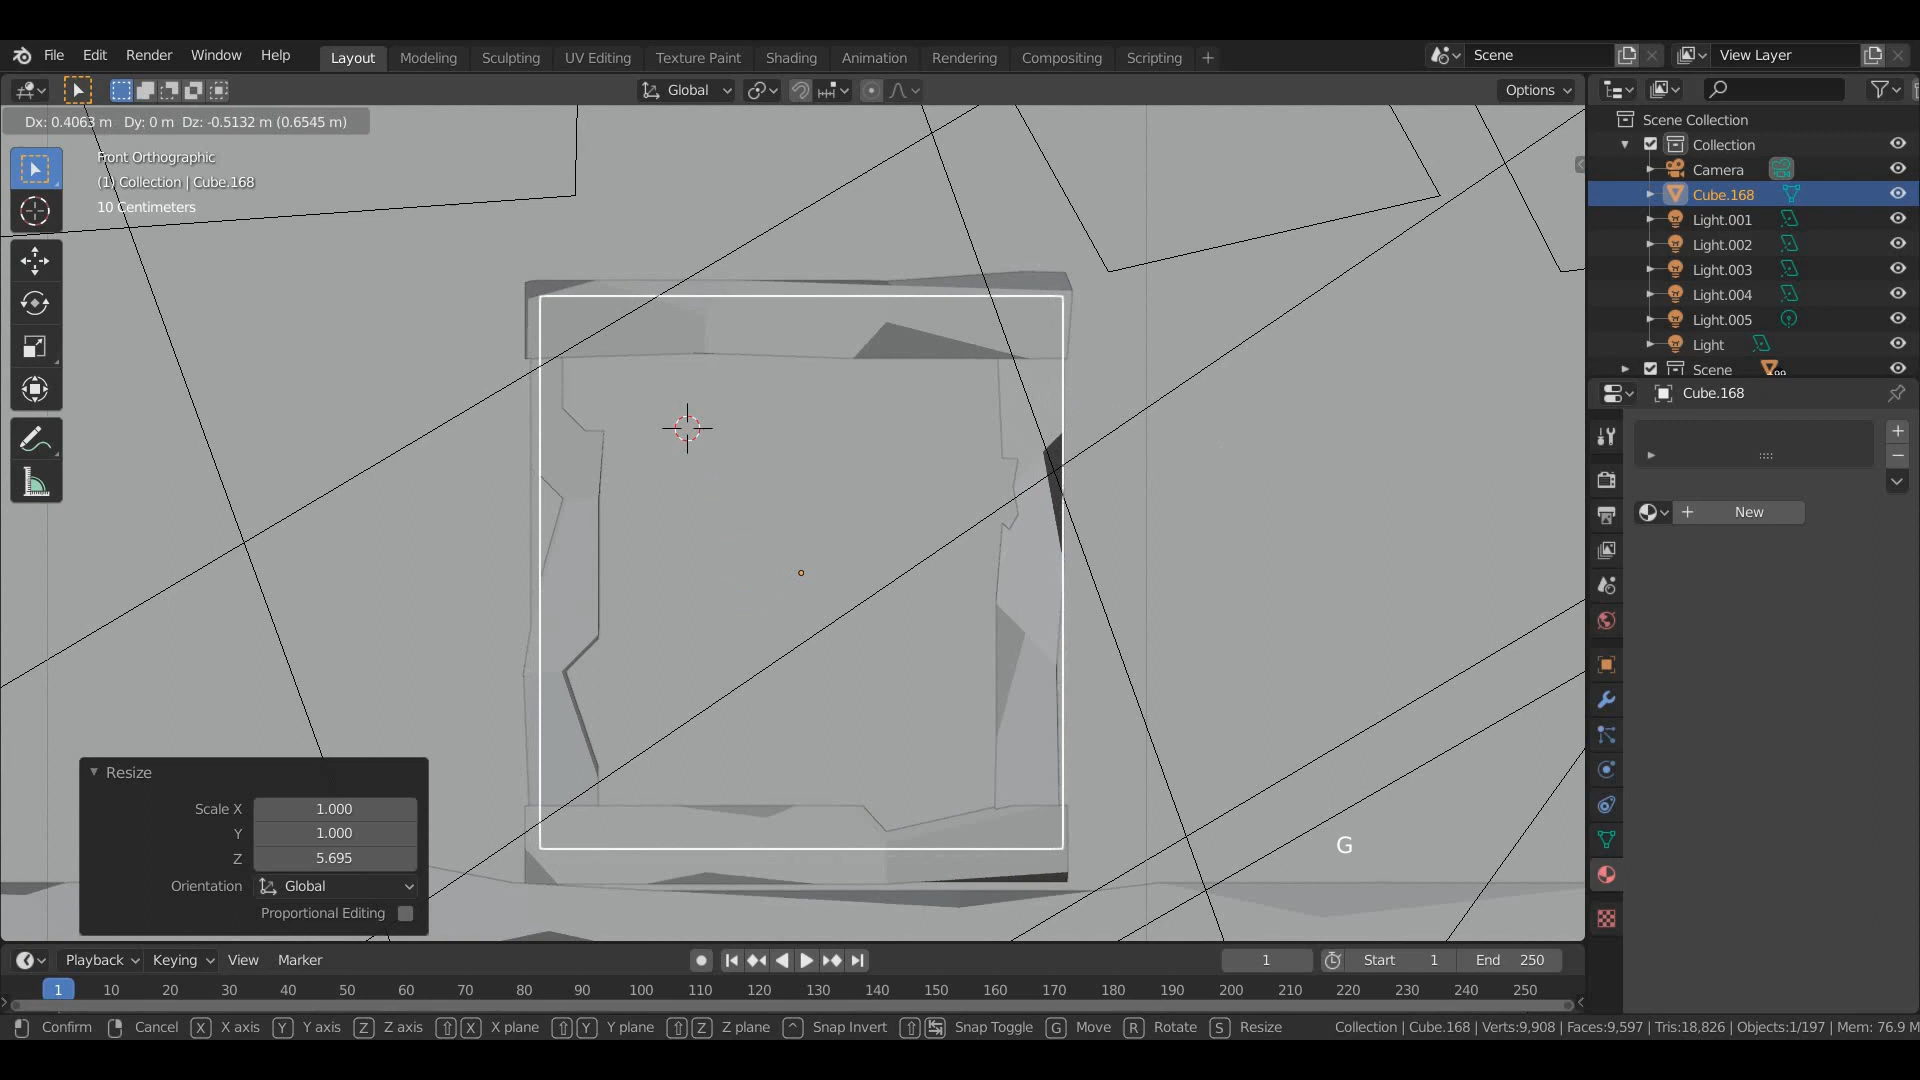 File Edit Render Window Help Layout Modeling Sculpting UV Editing Texture Paint Shading Animation Rendering Compositing Scripting + Scene View Layer
Global Options
Dx: 0.4063 m Dy: 0 m Dz: -0.5132 m (0.6545 m)
Front Orthographic
(1) Collection | Cube.168
10 Centimeters
Scene Collection
Collection
Camera
Cube.168
Light.001
Light.002
Light.003
Light.004
Light.005
Light
Scene
Cube.168
+ New
G
Resize
Scale X 1.000
Y 1.000
Z 5.695
Orientation Global
Proportional Editing
Playback Keying View Marker 1 Start 1 End 250
1 10 20 30 40 50 60 70 80 90 100 110 120 130 140 150 160 170 180 190 200 210 220 230 240 250
Confirm Cancel X X axis Y Y axis Z Z axis X X plane Y Y plane Z Z plane Snap Invert Snap Toggle G Move R Rotate S Resize Collection | Cube.168 | Verts:9,908 | Faces:9,597 | Tris:18,826 | Objects:1/197 | Mem: 76.9 M